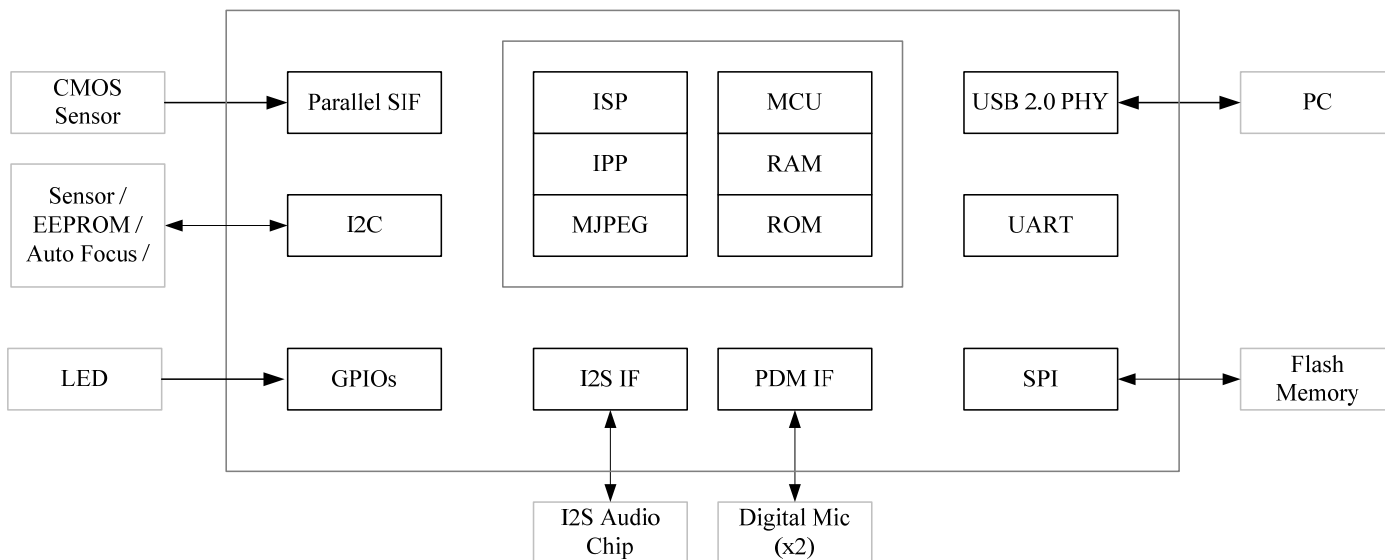 CMOS
Sensor
Parallel SIF
ISP
MCU
USB 2.0 PHY
PC
IPP
RAM
Sensor /
EEPROM /
Auto Focus /
I2C
MJPEG
ROM
UART
LED
GPIOs
I2S IF
PDM IF
SPI
Flash
Memory
I2S Audio
Chip
Digital Mic
(x2)